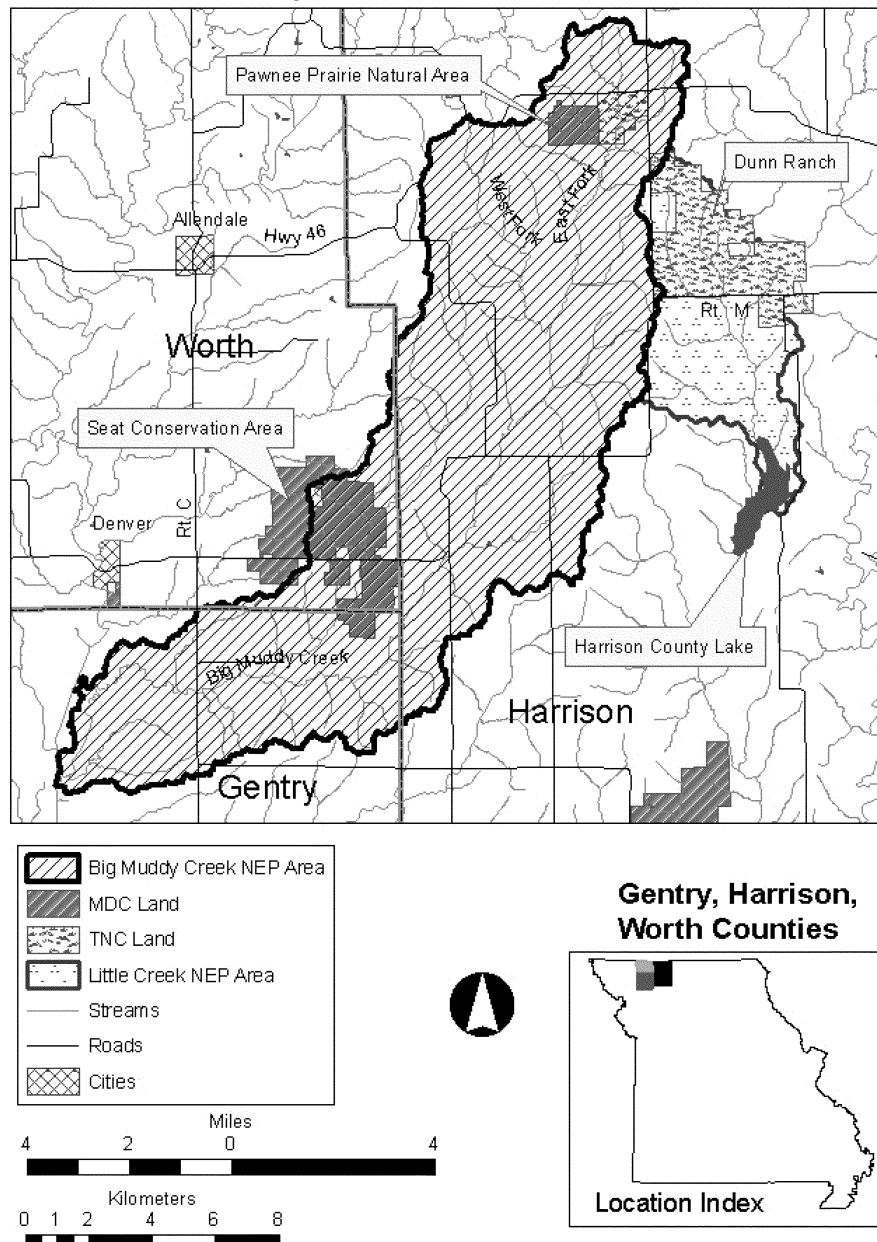 Pawnee Prairie Natural Area
Dunn Ranch
West Fork
East Fork
Allendale
Hwy 46
Rt. M
Worth
Seat Conservation Area
Rt. C
Denver
Harrison County Lake
Big Muddy Creek
Harrison
Gentry
Big Muddy Creek NEP Area
MDC Land
TNC Land
Little Creek NEP Area
Streams
Roads
Cities
Gentry, Harrison,
Worth Counties
Location Index
Miles
4 2 0 4
Kilometers
0 1 2 4 6 8